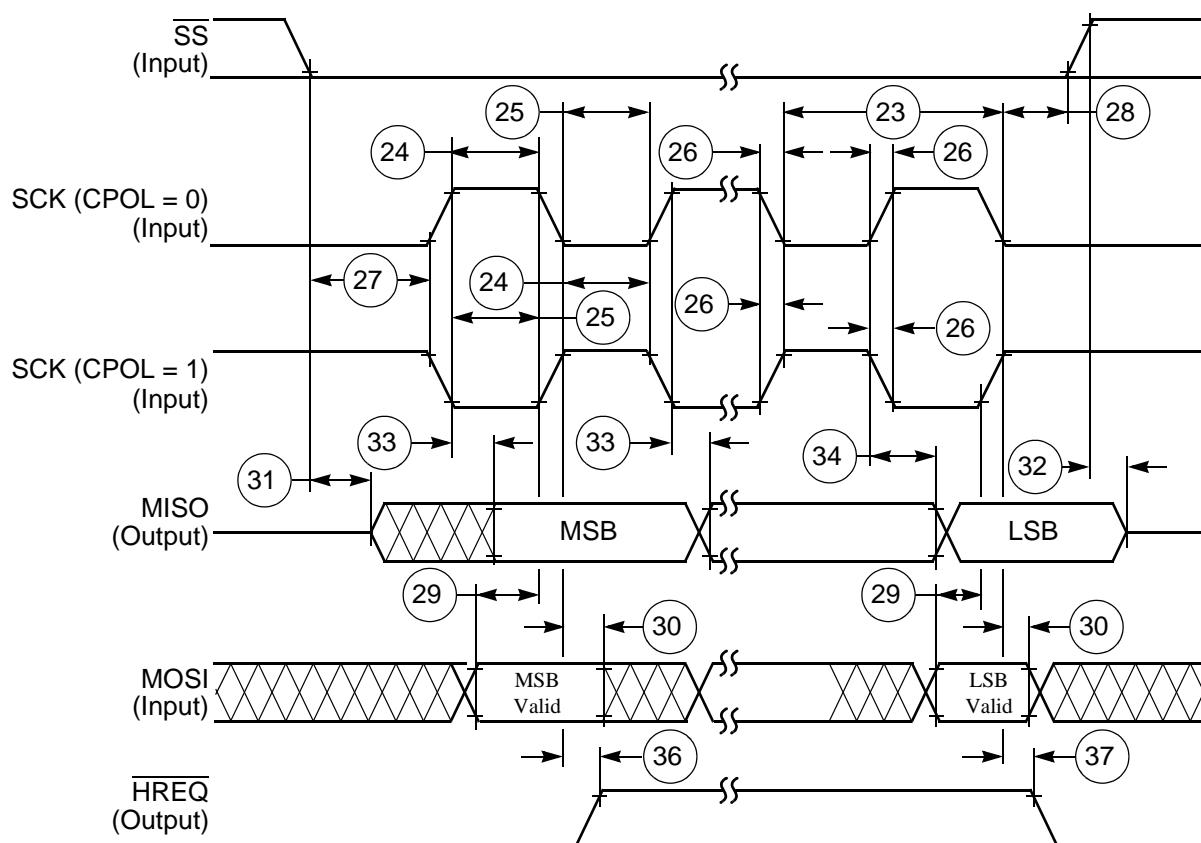 SS
(Input)
25
23
28
24
26
26
SCK (CPOL = 0)
(Input)
27
24
26
25
26
SCK (CPOL = 1)
(Input)
33
33
34
32
31
MISO
(Output)
MSB
LSB
29
29
30
30
MOSI
(Input)
MSB
Valid
LSB
Valid
36
37
HREQ
(Output)